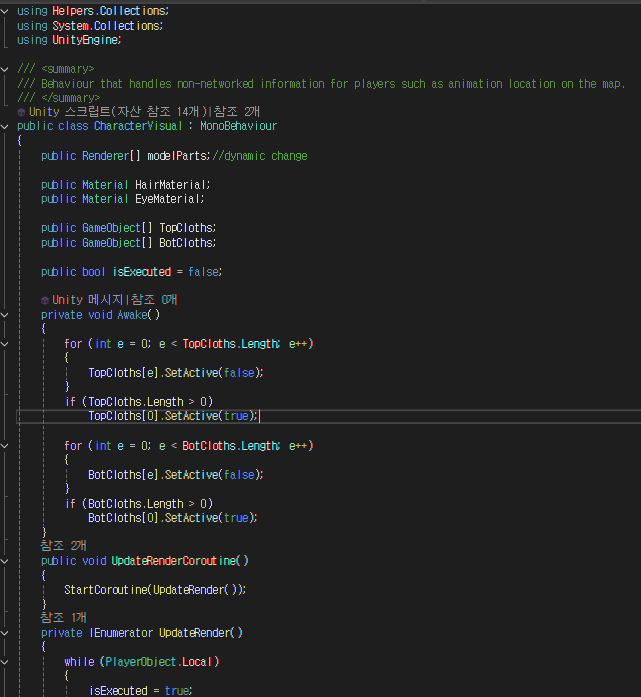 using Helpers.Collections;
using System.Collections;
using UnityEngine;
/// <summary>
/// Behaviour that handles non-networked information for players such as animation location on the map.
/// </summary>
Unity 스크립트(자산 참조 14개)|참조 2개
public class CharacterVisual : MonoBehaviour
{
public Renderer[] modelParts;//dynamic change
public Material HairMaterial;
public Material EyeMaterial;
public GameObject[] TopCloths;
public GameObject[] BotCloths;
public bool isExecuted = false;
Unity 메시지|참조 0개
private void Awake()
{
for (int e = 0; e < TopCloths.Length; e++)
{
TopCloths[e].SetActive(false);
}
if (TopCloths.Length > 0)
TopCloths[0].SetActive(true);
for (int e = 0; e < BotCloths.Length; e++)
{
BotCloths[e].SetActive(false);
}
if (BotCloths.Length > 0)
BotCloths[0].SetActive(true);
}
참조 2개
public void UpdateRenderCoroutine()
{
StartCoroutine(UpdateRender());
}
참조 1개
private IEnumerator UpdateRender()
{
while (PlayerObject.Local)
{
isExecuted = true;